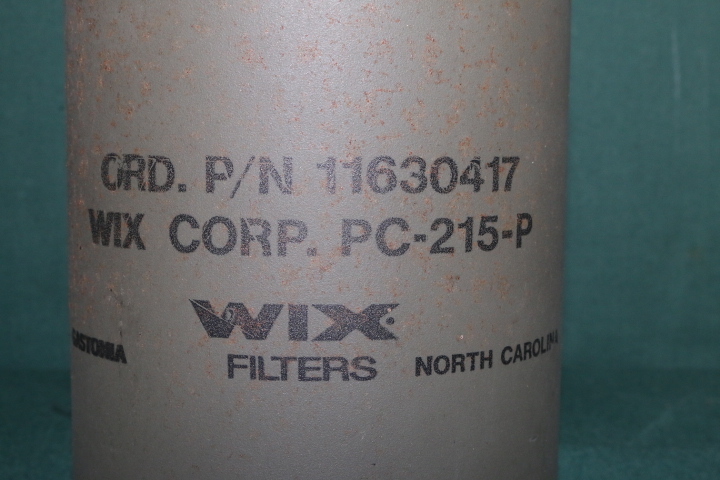 ORD. P/N 11630417
WIX CORP. PC-215-P
WIX
FILTERS
GASTONIA
NORTH CAROLINA